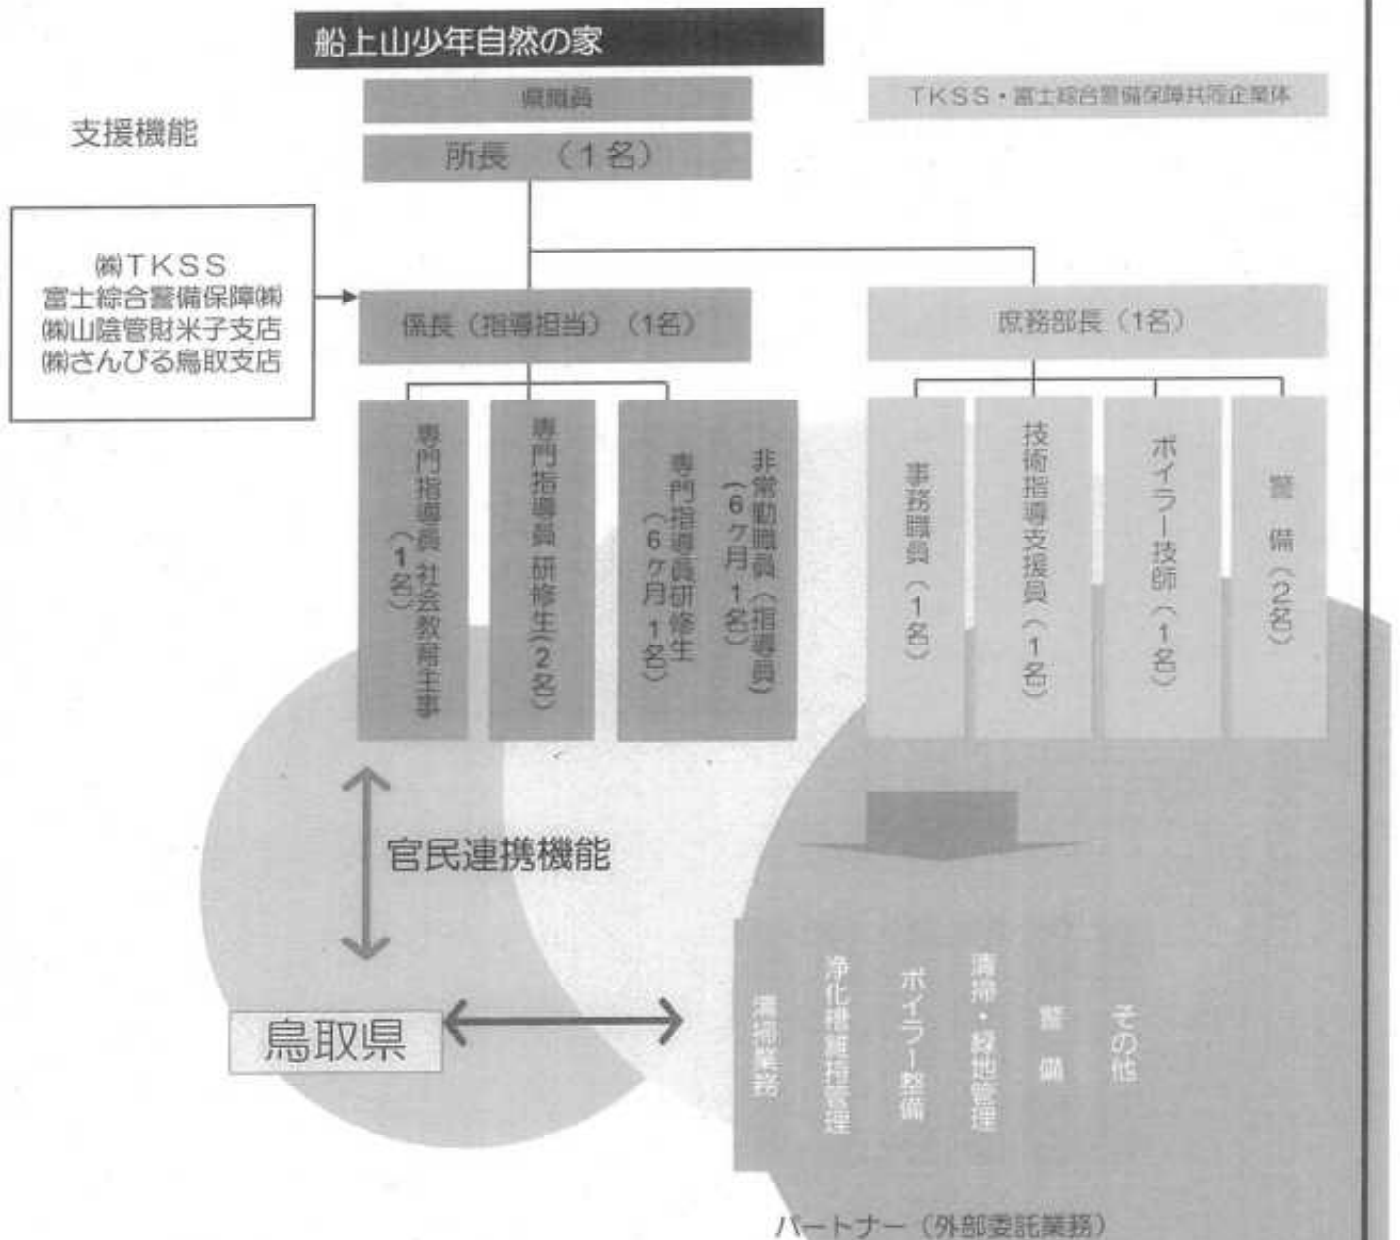 船上山少年自然の家
県職員
TKSS・富士綜合警備保障共同企業体
支援機能
所長 （1名）
㈱TKSS
富士綜合警備保障㈱
㈱山陰管財米子支店
㈱さんびる鳥取支店
係長（指導担当）（1名）
庶務部長（1名）
専門指導員 社会教育主事
（1名）
専門指導員 研修生（2名）
非常勤職員（指導員）
（6ヶ月 1名）
専門指導員研修生
（6ヶ月 1名）
事務職員（1名）
技術指導支援員（1名）
ボイラー技師（1名）
警 備（2名）
官民連携機能
鳥取県
清掃業務
浄化槽維持管理
ボイラー整備
清掃・緑地管理
警 備
その他
パートナー（外部委託業務）